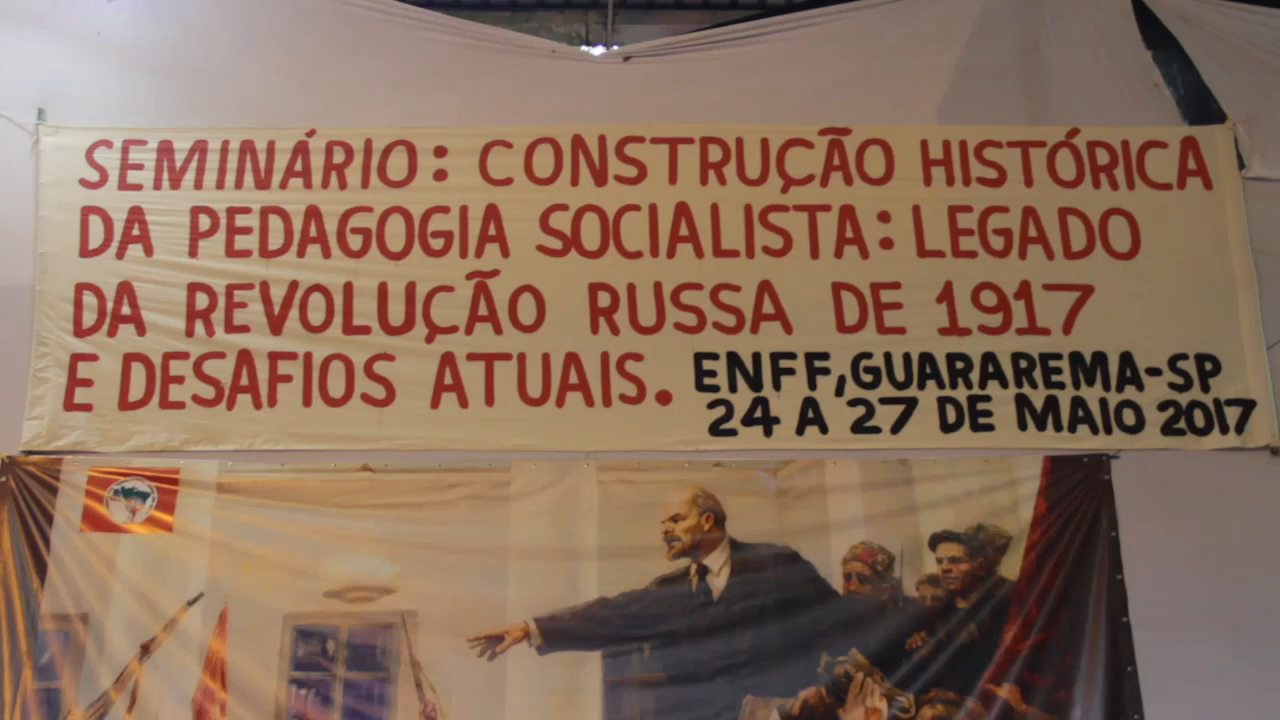 SEMINÁRIO: CONSTRUÇÃO HISTÓRICA
DA PEDAGOGIA SOCIALISTA: LEGADO
DA REVOLUÇÃO RUSSA DE 1917
E DESAFIOS ATUAIS. ENFF, GUARAREMA-SP
24 A 27 DE MAIO 2017